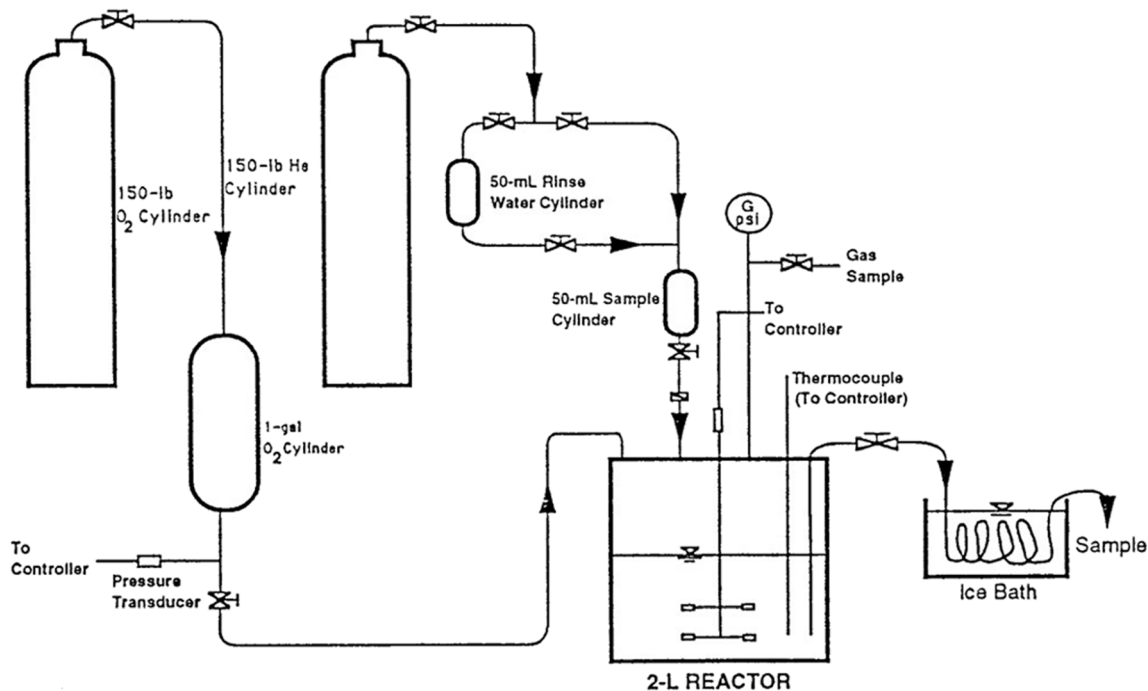 150-lb
O2 Cylinder
150-lb He
Cylinder
50-mL Rinse
Water Cylinder
G
psi
Gas
Sample
50-mL Sample
Cylinder
To
Controller
Thermocouple
(To Controller)
1-gal
O2 Cylinder
To
Controller
Pressure
Transducer
Sample
Ice Bath
2-L REACTOR